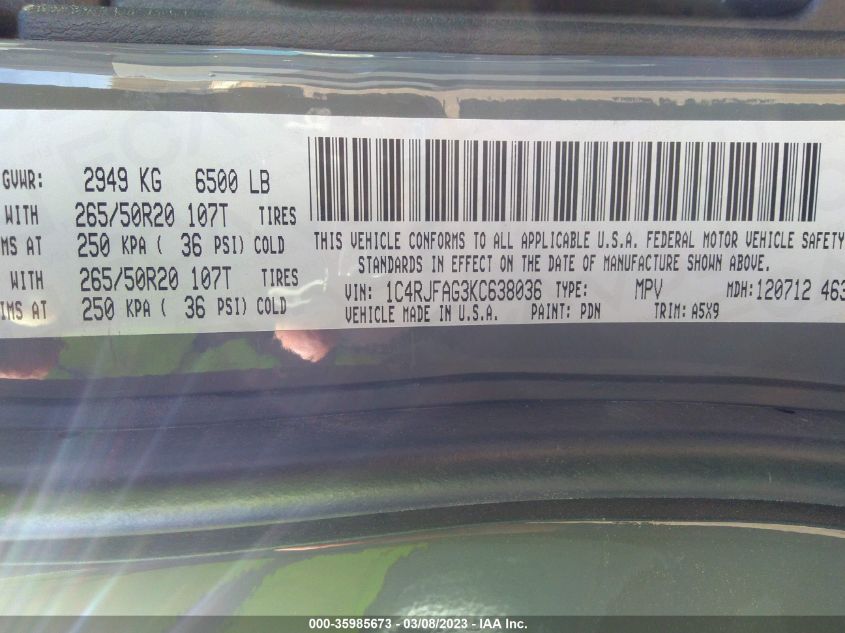 GVWR: 2949 KG 6500 LB
WITH 265/50R20 107T TIRES
MS AT 250 KPA ( 36 PSI) COLD
WITH 265/50R20 107T TIRES
IMS AT 250 KPA ( 36 PSI) COLD
THIS VEHICLE CONFORMS TO ALL APPLICABLE U.S.A. FEDERAL MOTOR VEHICLE SAFETY
STANDARDS IN EFFECT ON THE DATE OF MANUFACTURE SHOWN ABOVE.
VIN: 1C4RJFAG3KC638036 TYPE: MPV MDH: 120712 463
VEHICLE MADE IN U.S.A. PAINT: PDN TRIM: A5X9
000-35985673 - 03/08/2023 - IAA Inc.